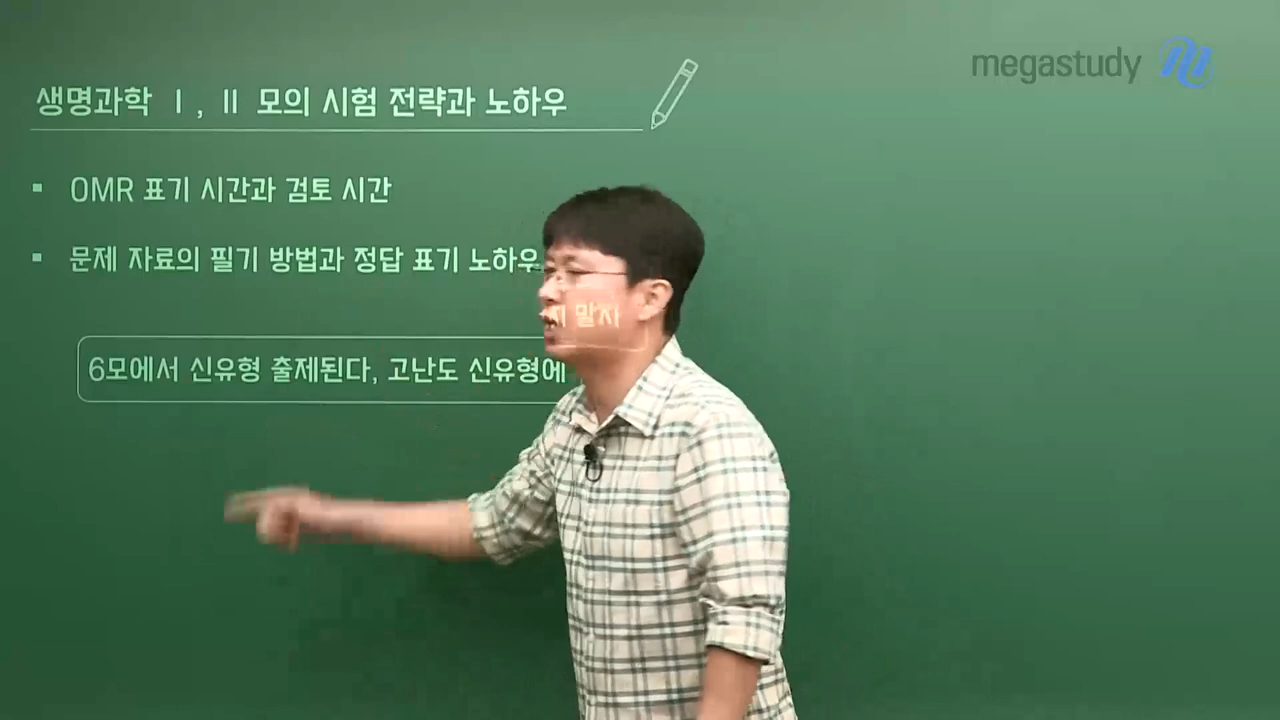 megastudy
생명과학 Ⅰ, Ⅱ 모의 시험 전략과 노하우
▪ OMR 표기 시간과 검토 시간
▪ 문제 자료의 필기 방법과 정답 표기 노하우
6모에서 신유형 출제된다, 고난도 신유형에
말자